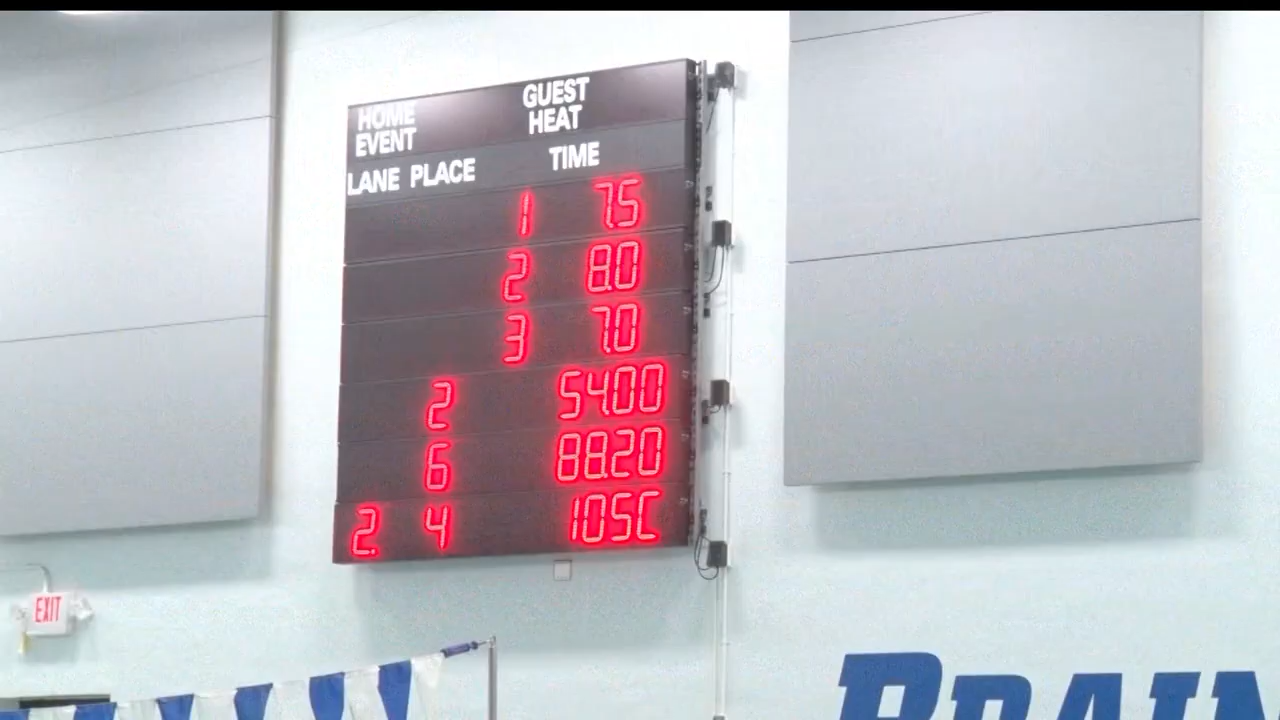 HOME GUEST
EVENT HEAT
LANE PLACE TIME
1 7.5
2 8.0
3 7.0
2 54.00
6 88.20
2. 4 105C
EXIT
BRAIN